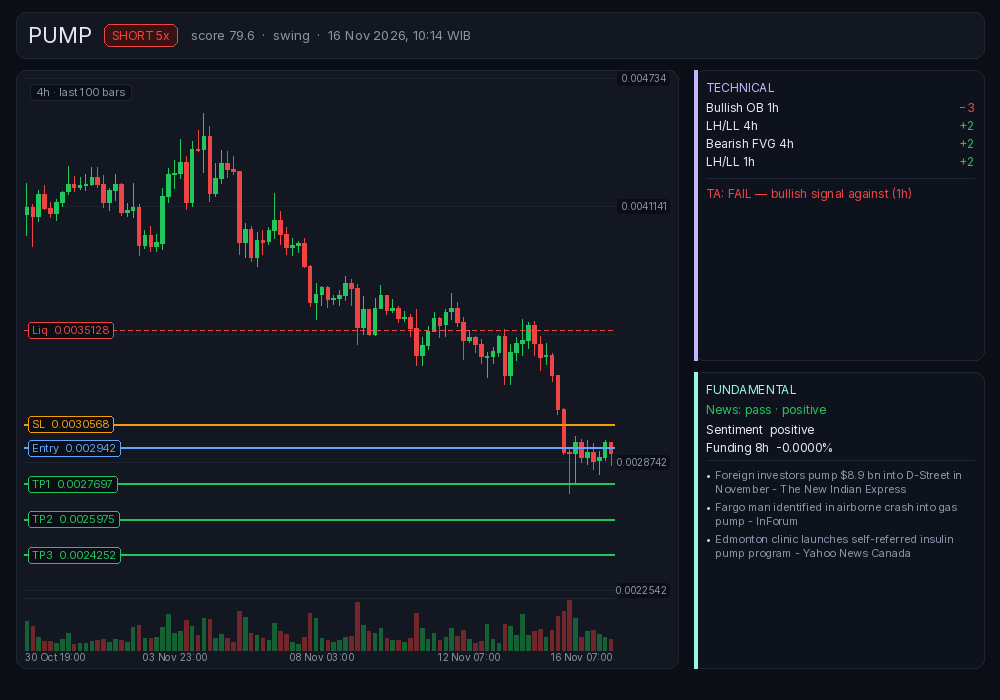 PUMP SHORT 5x score 79.6 · swing · 16 Nov 2026, 10:14 WIB
4h · last 100 bars
0.004734
0.0041141
Liq 0.0035128
SL 0.0030568
Entry 0.002942
0.0028742
TP1 0.0027697
TP2 0.0025975
TP3 0.0024252
0.0022542
30 Oct 19:00 03 Nov 23:00 08 Nov 03:00 12 Nov 07:00 16 Nov 07:00
TECHNICAL
Bullish OB 1h −3
LH/LL 4h +2
Bearish FVG 4h +2
LH/LL 1h +2
TA: FAIL — bullish signal against (1h)
FUNDAMENTAL
News: pass · positive
Sentiment positive
Funding 8h -0.0000%
• Foreign investors pump $8.9 bn into D-Street in
November - The New Indian Express
• Fargo man identified in airborne crash into gas
pump - InForum
• Edmonton clinic launches self-referred insulin
pump program - Yahoo News Canada